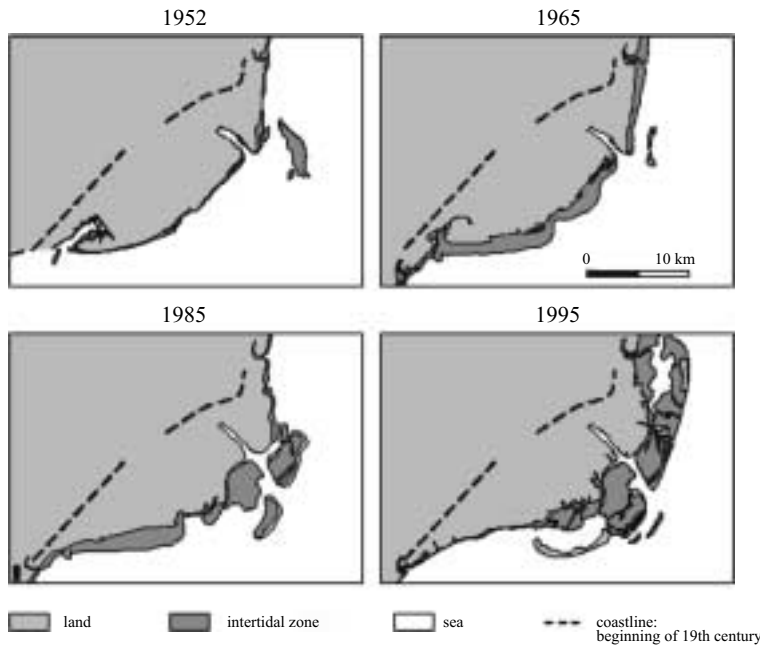 1952
1965
0 10 km
1985
1995
land
intertidal zone
sea
coastline:
beginning of 19th century